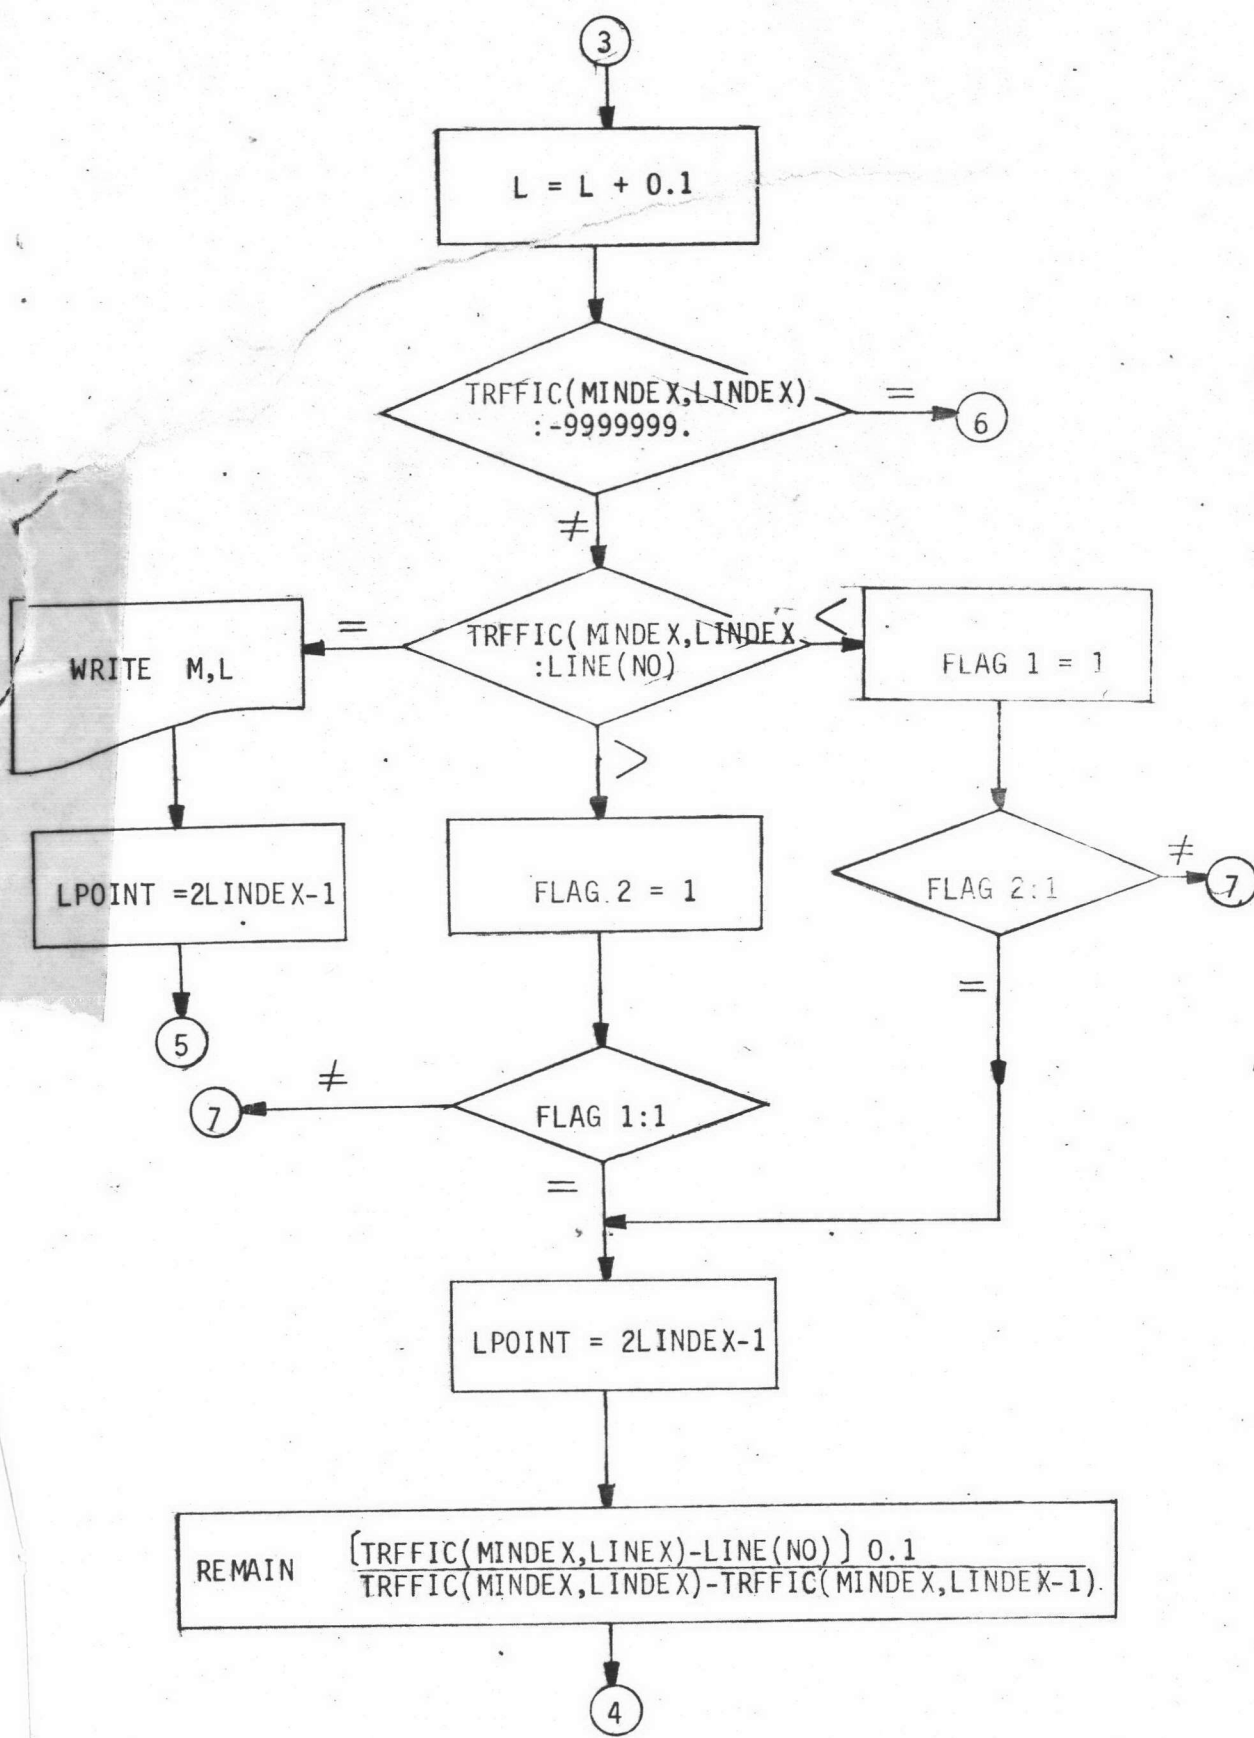 3
L = L + 0.1
TRFFIC(MINDEX,LINDEX)
:-9999999.
=
6
≠
TRFFIC(MINDEX,LINDEX
:LINE(NO)
=
<
WRITE M,L
FLAG 1 = 1
>
LPOINT =2LINDEX-1
FLAG.2 = 1
FLAG 2:1
≠
7
=
5
≠
7
FLAG 1:1
=
LPOINT = 2LINDEX-1
REMAIN
[TRFFIC(MINDEX,LINEX)-LINE(NO)] 0.1
TRFFIC(MINDEX,LINDEX)-TRFFIC(MINDEX,LINDEX-1).
4